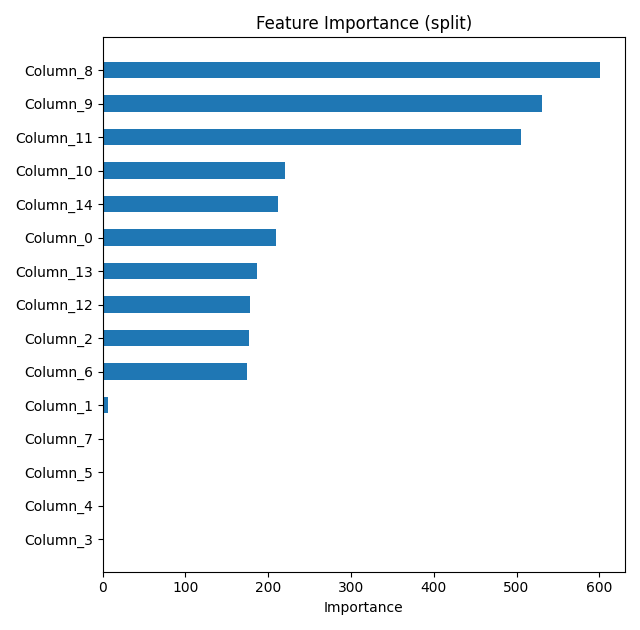 Feature Importance (split)
Column_8
Column_9
Column_11
Column_10
Column_14
Column_0
Column_13
Column_12
Column_2
Column_6
Column_1
Column_7
Column_5
Column_4
Column_3
0 100 200 300 400 500 600
Importance